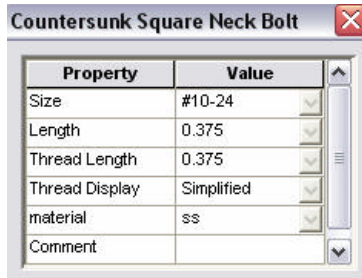 Countersunk Square Neck Bolt
Property Value
Size #10-24
Length 0.375
Thread Length 0.375
Thread Display Simplified
material ss
Comment